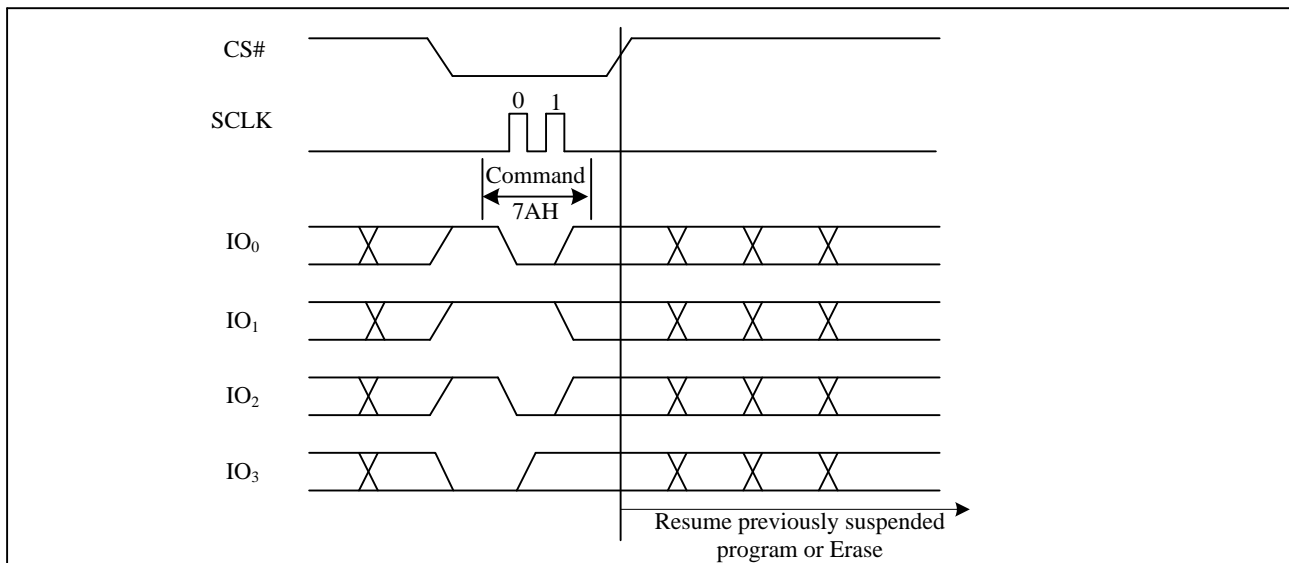 CS#
0 1
SCLK
Command
7AH
IO₀
IO₁
IO₂
IO₃
Resume previously suspended
program or Erase